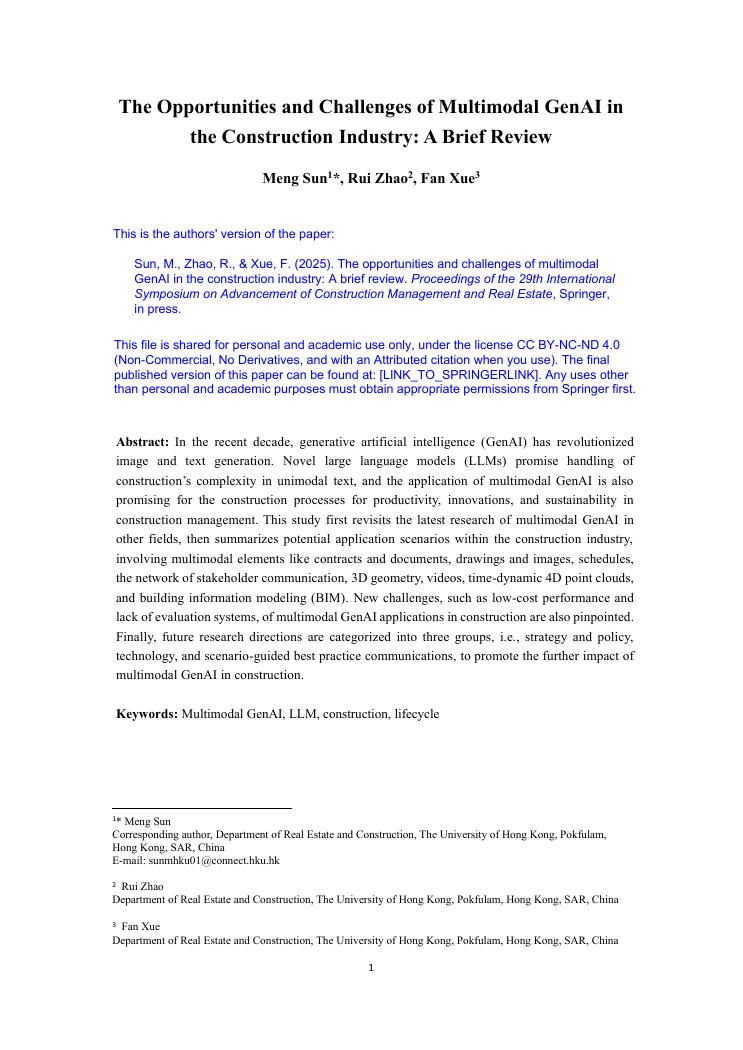 The Opportunities and Challenges of Multimodal GenAI in
the Construction Industry: A Brief Review
Meng Sun1*, Rui Zhao2, Fan Xue3
This is the authors' version of the paper:
Sun, M., Zhao, R., & Xue, F. (2025). The opportunities and challenges of multimodal
GenAI in the construction industry: A brief review. Proceedings of the 29th International
Symposium on Advancement of Construction Management and Real Estate, Springer,
in press.
This file is shared for personal and academic use only, under the license CC BY-NC-ND 4.0
(Non-Commercial, No Derivatives, and with an Attributed citation when you use). The final
published version of this paper can be found at: [LINK_TO_SPRINGERLINK]. Any uses other
than personal and academic purposes must obtain appropriate permissions from Springer first.
Abstract: In the recent decade, generative artificial intelligence (GenAI) has revolutionized
image and text generation. Novel large language models (LLMs) promise handling of
construction's complexity in unimodal text, and the application of multimodal GenAI is also
promising for the construction processes for productivity, innovations, and sustainability in
construction management. This study first revisits the latest research of multimodal GenAI in
other fields, then summarizes potential application scenarios within the construction industry,
involving multimodal elements like contracts and documents, drawings and images, schedules,
the network of stakeholder communication, 3D geometry, videos, time-dynamic 4D point clouds,
and building information modeling (BIM). New challenges, such as low-cost performance and
lack of evaluation systems, of multimodal GenAI applications in construction are also pinpointed.
Finally, future research directions are categorized into three groups, i.e., strategy and policy,
technology, and scenario-guided best practice communications, to promote the further impact of
multimodal GenAI in construction.
Keywords: Multimodal GenAI, LLM, construction, lifecycle
1* Meng Sun
Corresponding author, Department of Real Estate and Construction, The University of Hong Kong, Pokfulam,
Hong Kong, SAR, China
E-mail: sunmhku01@connect.hku.hk
2 Rui Zhao
Department of Real Estate and Construction, The University of Hong Kong, Pokfulam, Hong Kong, SAR, China
3 Fan Xue
Department of Real Estate and Construction, The University of Hong Kong, Pokfulam, Hong Kong, SAR, China
1